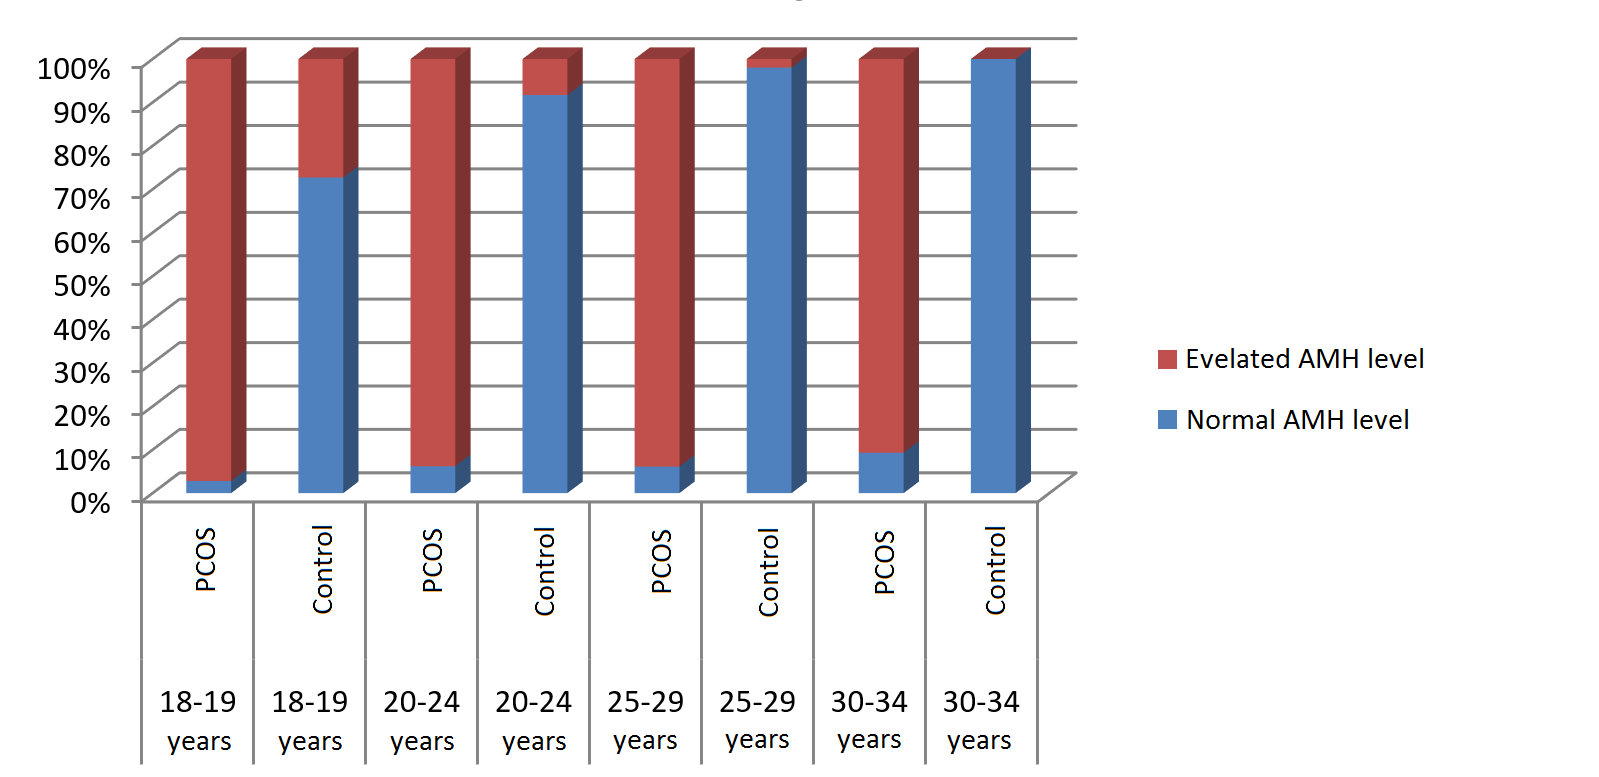 100%
90%
80%
70%
60%
50%
40%
30%
20%
10%
0%
PCOS
Control
PCOS
Control
PCOS
Control
PCOS
Control
18-19
years
18-19
years
20-24
years
20-24
years
25-29
years
25-29
years
30-34
years
30-34
years
Evelated AMH level
Normal AMH level